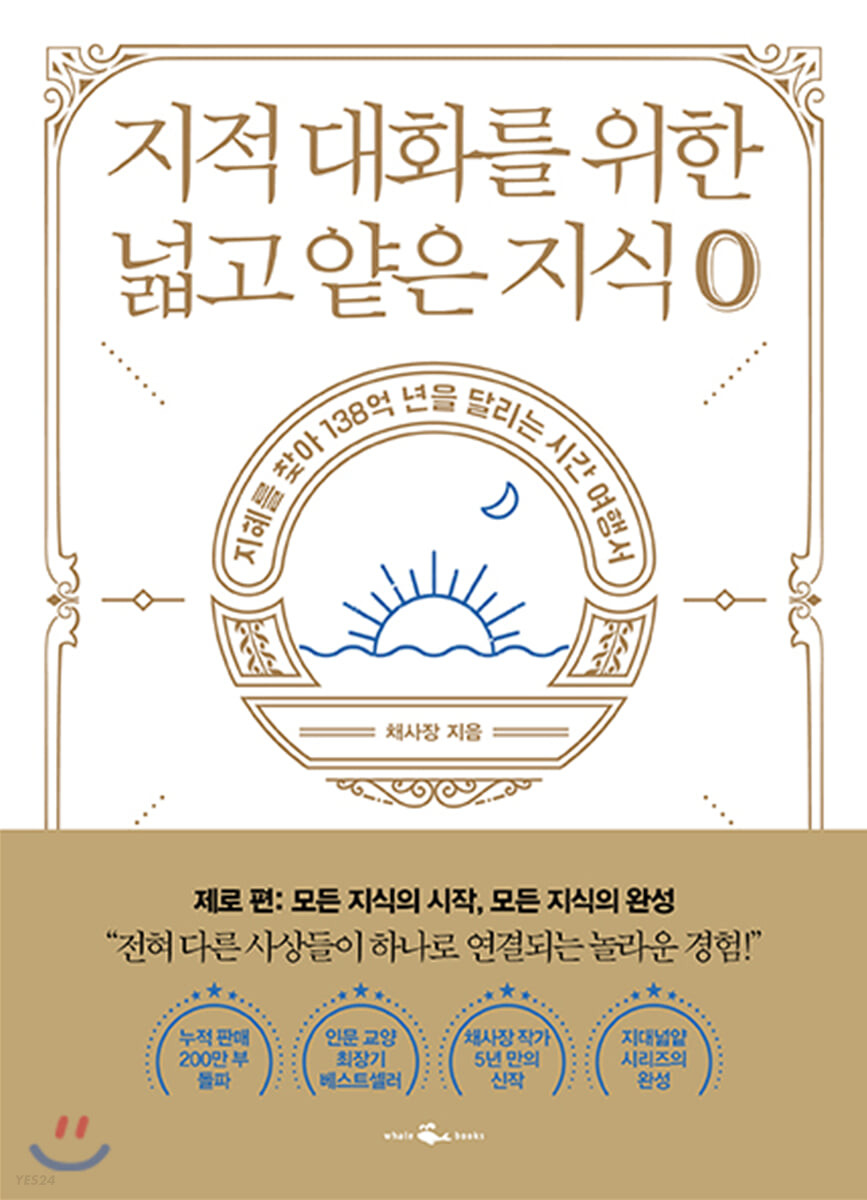 지적 대화를 위한
넓고 얕은 지식 0
지혜를 찾아 138억 년을 달리는 시간 여행서
채사장 지음
제로 편: 모든 지식의 시작, 모든 지식의 완성
“전혀 다른 사상들이 하나로 연결되는 놀라운 경험!”
누적 판매
200만 부
돌파
인문 교양
최장기
베스트셀러
채사장 작가
5년 만의
신작
지대넓얕
시리즈의
완성
whale books
YES24